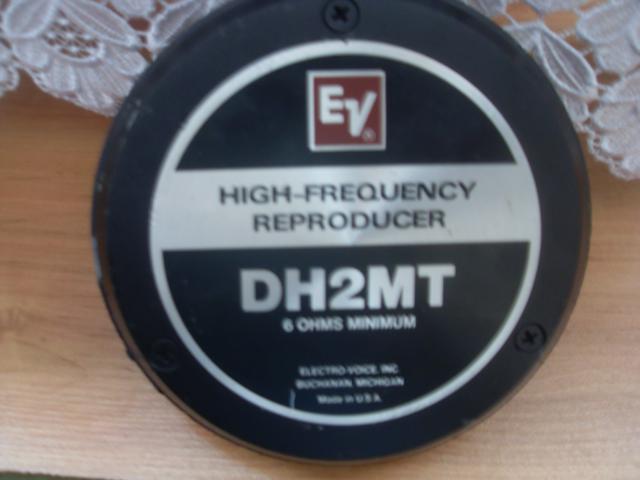 EV®
HIGH-FREQUENCY
REPRODUCER
DH2MT
6 OHMS MINIMUM
ELECTRO-VOICE, INC
BUCHANAN, MICHIGAN
Made in U.S.A.